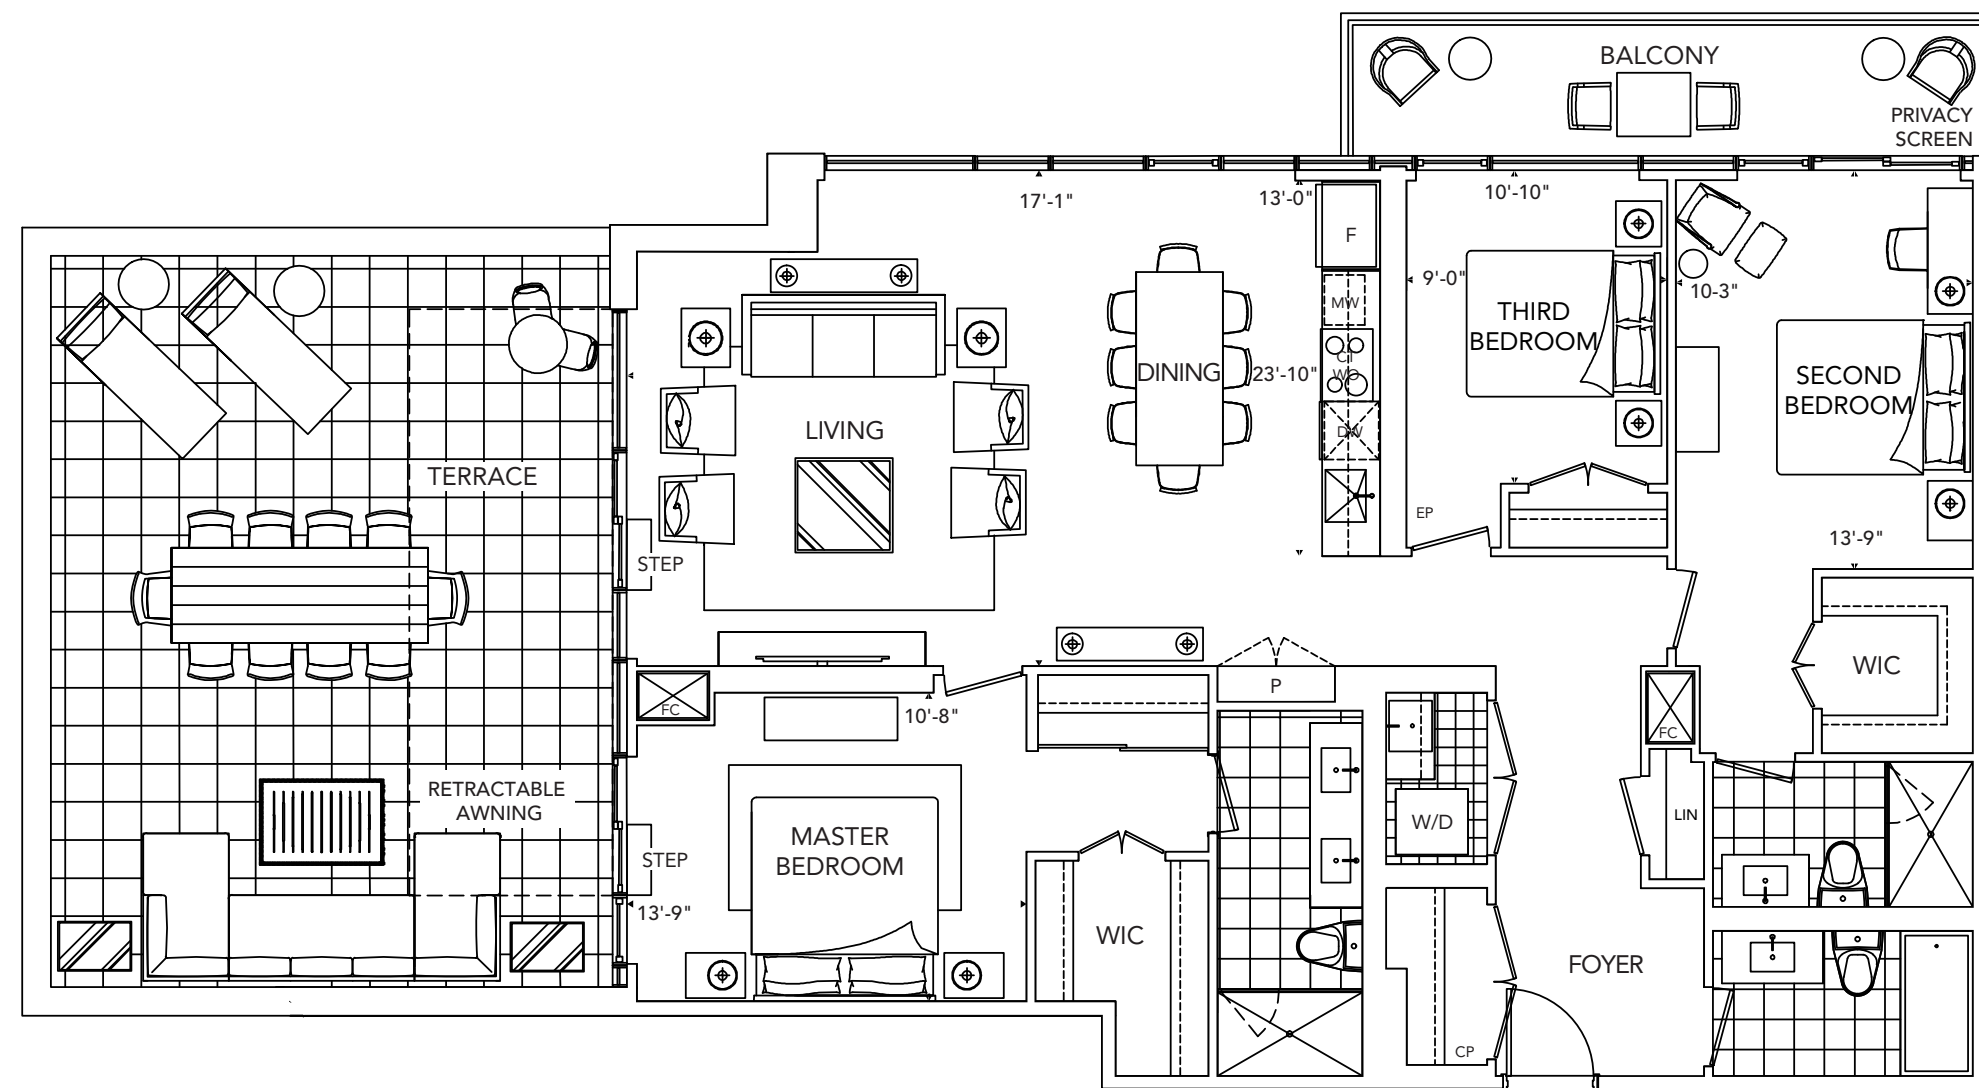 BALCONY
PRIVACY
SCREEN
17'-1"
13'-0"
10'-10"
F
9'-0"
10-3"
MW
THIRD
BEDROOM
DINING
23'-10"
CT
WO
SECOND
BEDROOM
LIVING
DW
TERRACE
EP
13'-9"
STEP
WIC
P
FC
10'-8"
FC
RETRACTABLE
AWNING
LIN
W/D
MASTER
BEDROOM
STEP
13'-9"
WIC
FOYER
CP